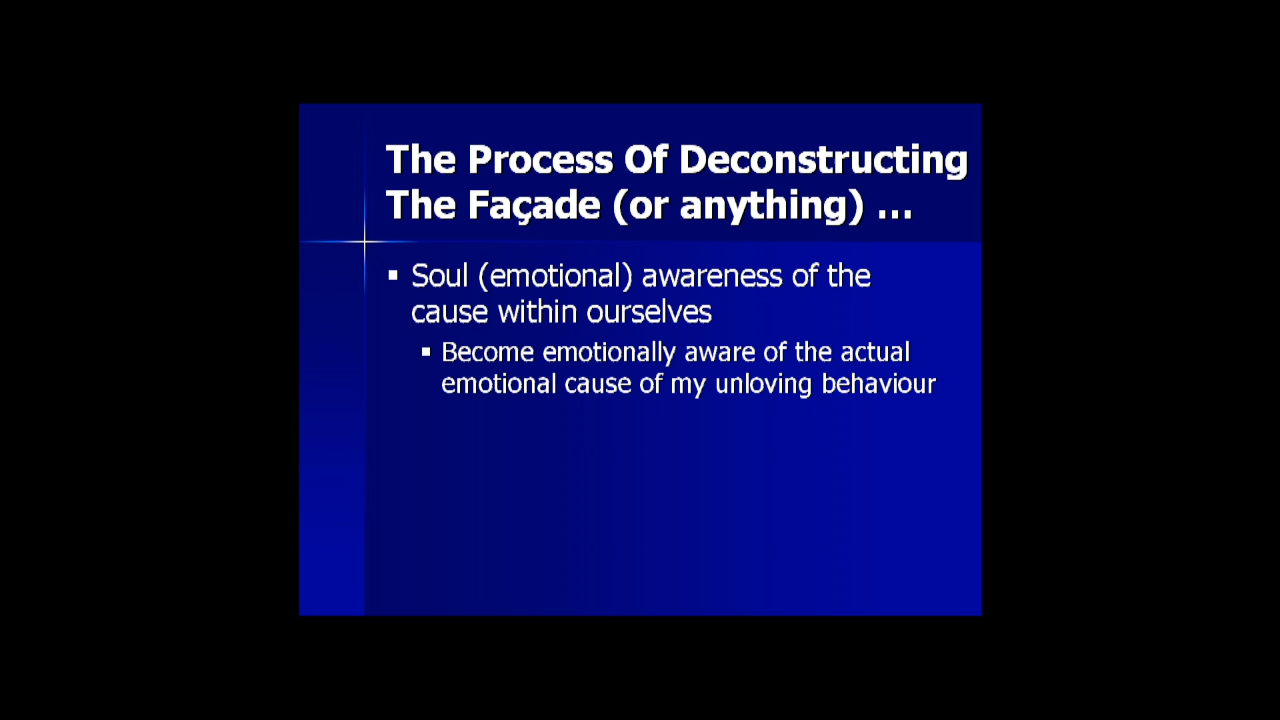 The Process Of Deconstructing
The Façade (or anything) …
▪ Soul (emotional) awareness of the
cause within ourselves
▪ Become emotionally aware of the actual
emotional cause of my unloving behaviour